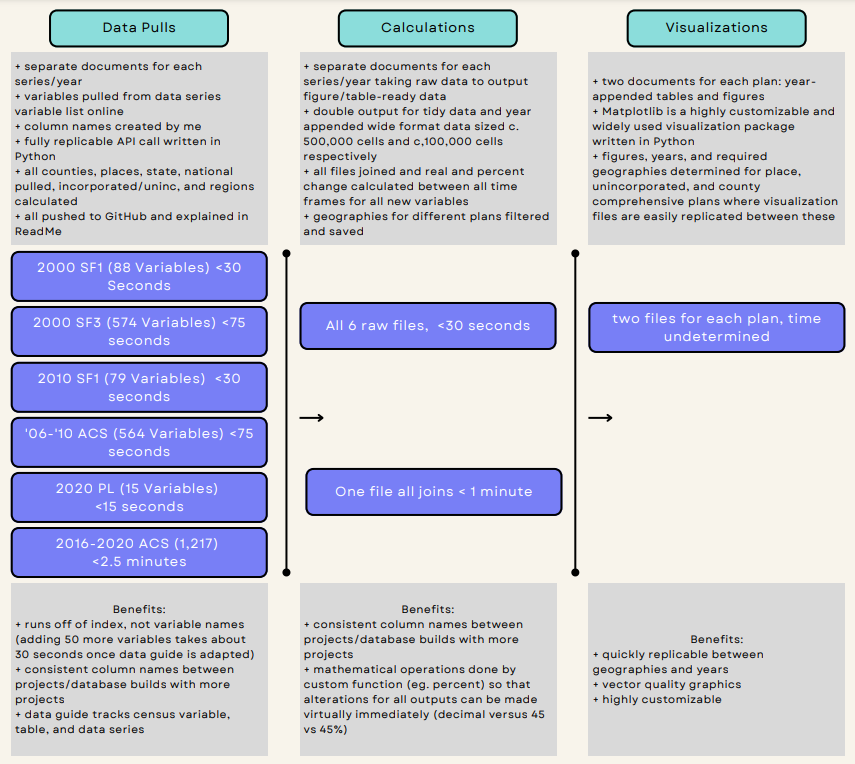 Data Pulls
+ separate documents for each
series/year
+ variables pulled from data series
variable list online
+ column names created by me
+ fully replicable API call written in
Python
+ all counties, places, state, national
pulled, incorporated/uninc, and regions
calculated
+ all pushed to GitHub and explained in
ReadMe
2000 SF1 (88 Variables) <30
Seconds
2000 SF3 (574 Variables) <75
seconds
2010 SF1 (79 Variables) <30
seconds
'06-'10 ACS (564 Variables) <75
seconds
2020 PL (15 Variables)
<15 seconds
2016-2020 ACS (1,217)
<2.5 minutes
Benefits:
+ runs off of index, not variable names
(adding 50 more variables takes about
30 seconds once data guide is adapted)
+ consistent column names between
projects/database builds with more
projects
+ data guide tracks census variable,
table, and data series
Calculations
+ separate documents for each
series/year taking raw data to output
figure/table-ready data
+ double output for tidy data and year
appended wide format data sized c.
500,000 cells and c,100,000 cells
respectively
+ all files joined and real and percent
change calculated between all time
frames for all new variables
+ geographies for different plans filtered
and saved
All 6 raw files, <30 seconds
One file all joins < 1 minute
Benefits:
+ consistent column names between
projects/database builds with more
projects
+ mathematical operations done by
custom function (eg. percent) so that
alterations for all outputs can be made
virtually immediately (decimal versus 45
vs 45%)
Visualizations
+ two documents for each plan: year-
appended tables and figures
+ Matplotlib is a highly customizable and
widely used visualization package
written in Python
+ figures, years, and required
geographies determined for place,
unincorporated, and county
comprehensive plans where visualization
files are easily replicated between these
two files for each plan, time
undetermined
Benefits:
+ quickly replicable between
geographies and years
+ vector quality graphics
+ highly customizable